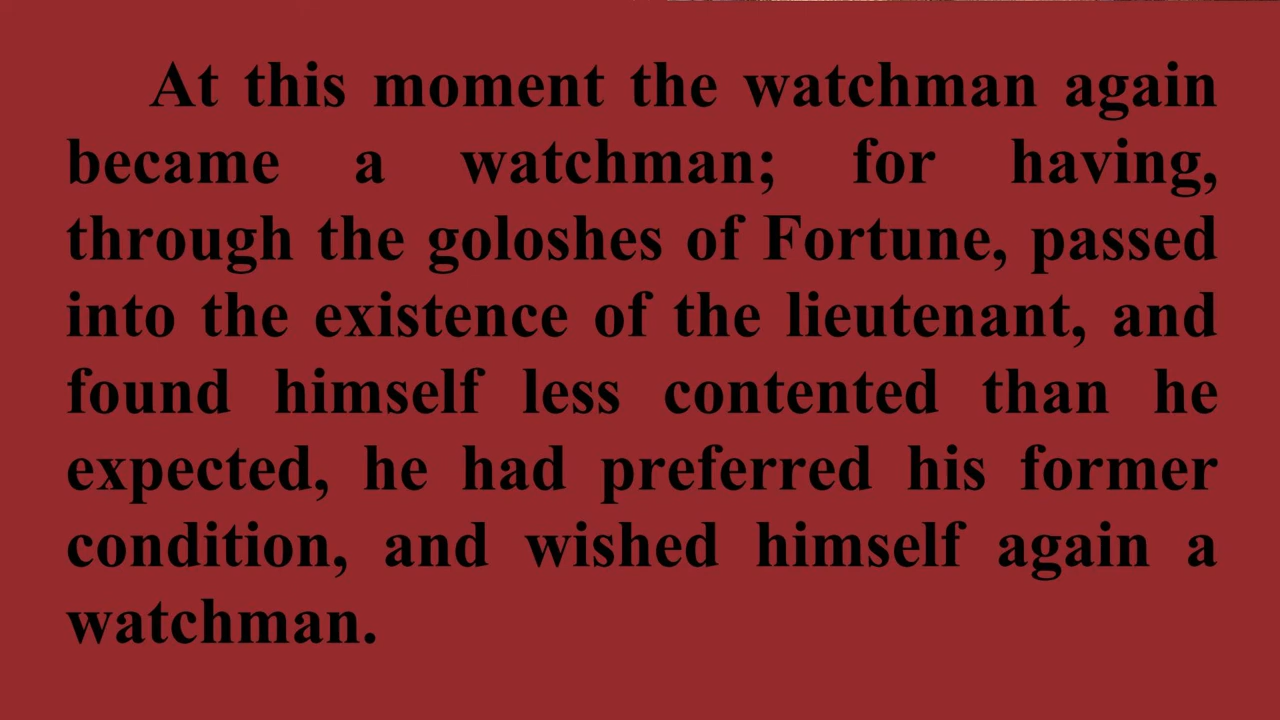 At this moment the watchman again
became a watchman; for having,
through the goloshes of Fortune, passed
into the existence of the lieutenant, and
found himself less contented than he
expected, he had preferred his former
condition, and wished himself again a
watchman.